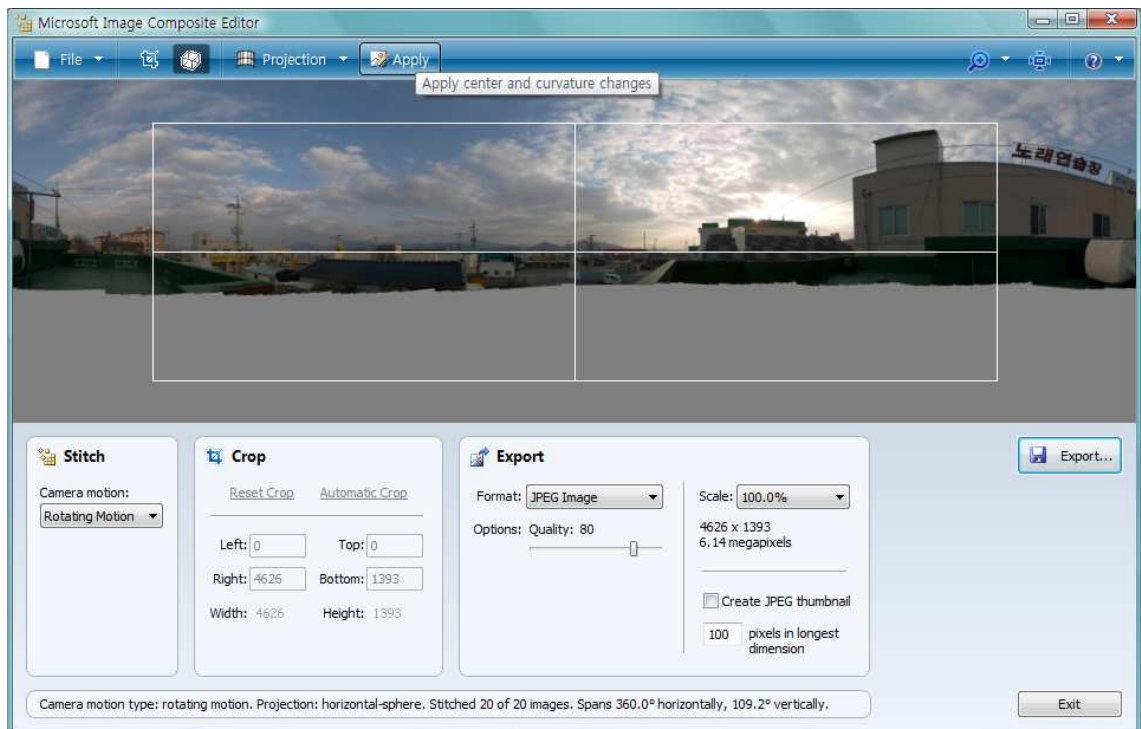 Microsoft Image Composite Editor
File
Projection
Apply
Apply center and curvature changes
노래연습장
Stitch
Camera motion:
Rotating Motion
Crop
Reset Crop Automatic Crop
Left: 0 Top: 0
Right: 4626 Bottom: 1393
Width: 4626 Height: 1393
Export
Format: JPEG Image
Options: Quality: 80
Scale: 100.0%
4626 x 1393
6.14 megapixels
Create JPEG thumbnail
100 pixels in longest
dimension
Export...
Camera motion type: rotating motion. Projection: horizontal-sphere. Stitched 20 of 20 images. Spans 360.0° horizontally, 109.2° vertically.
Exit